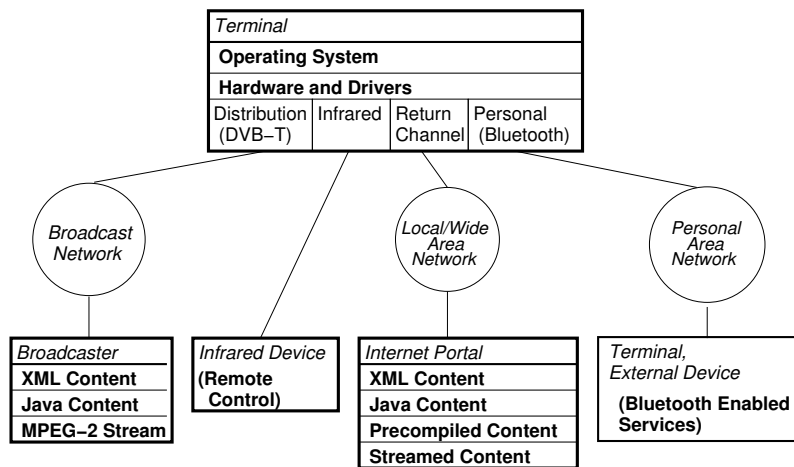 Terminal
Operating System
Hardware and Drivers
Distribution
(DVB−T)
Infrared
Return
Channel
Personal
(Bluetooth)
Broadcast
Network
Local/Wide
Area
Network
Personal
Area
Network
Broadcaster
XML Content
Java Content
MPEG−2 Stream
Infrared Device
(Remote
Control)
Internet Portal
XML Content
Java Content
Precompiled Content
Streamed Content
Terminal,
External Device
(Bluetooth Enabled
Services)